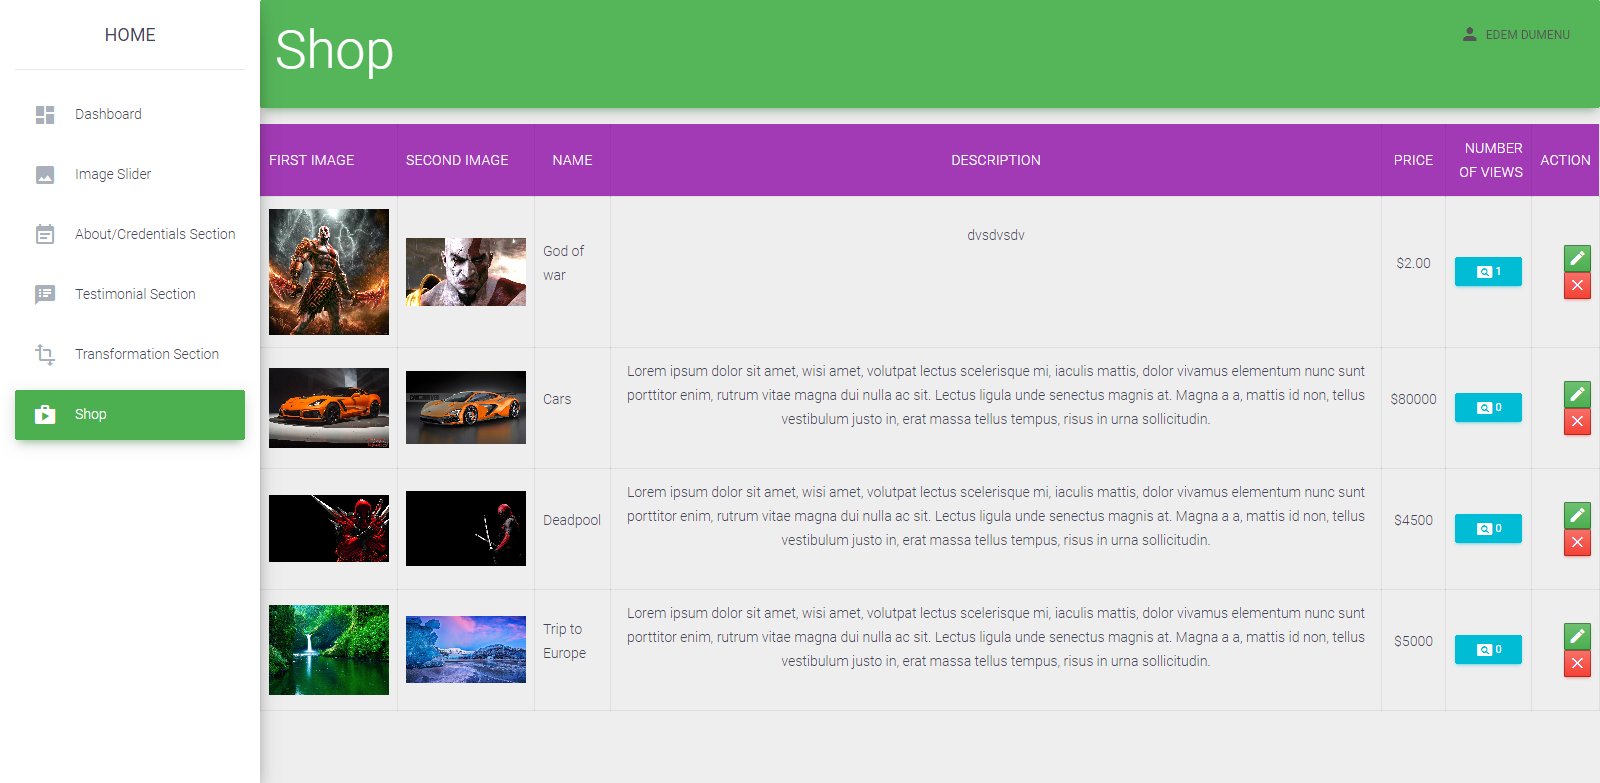 HOME
Dashboard
Image Slider
About/Credentials Section
Testimonial Section
Transformation Section
Shop
Shop
EDEM DUMENU
FIRST IMAGE
SECOND IMAGE
NAME
DESCRIPTION
PRICE
NUMBER
OF VIEWS
ACTION
God of
war
dvsdvsdv
$2.00
1
Cars
Lorem ipsum dolor sit amet, wisi amet, volutpat lectus scelerisque mi, iaculis mattis, dolor vivamus elementum nunc sunt
porttitor enim, rutrum vitae magna dui nulla ac sit. Lectus ligula unde senectus magnis at. Magna a a, mattis id non, tellus
vestibulum justo in, erat massa tellus tempus, risus in urna sollicitudin.
$80000
0
Deadpool
Lorem ipsum dolor sit amet, wisi amet, volutpat lectus scelerisque mi, iaculis mattis, dolor vivamus elementum nunc sunt
porttitor enim, rutrum vitae magna dui nulla ac sit. Lectus ligula unde senectus magnis at. Magna a a, mattis id non, tellus
vestibulum justo in, erat massa tellus tempus, risus in urna sollicitudin.
$4500
0
Trip to
Europe
Lorem ipsum dolor sit amet, wisi amet, volutpat lectus scelerisque mi, iaculis mattis, dolor vivamus elementum nunc sunt
porttitor enim, rutrum vitae magna dui nulla ac sit. Lectus ligula unde senectus magnis at. Magna a a, mattis id non, tellus
vestibulum justo in, erat massa tellus tempus, risus in urna sollicitudin.
$5000
0